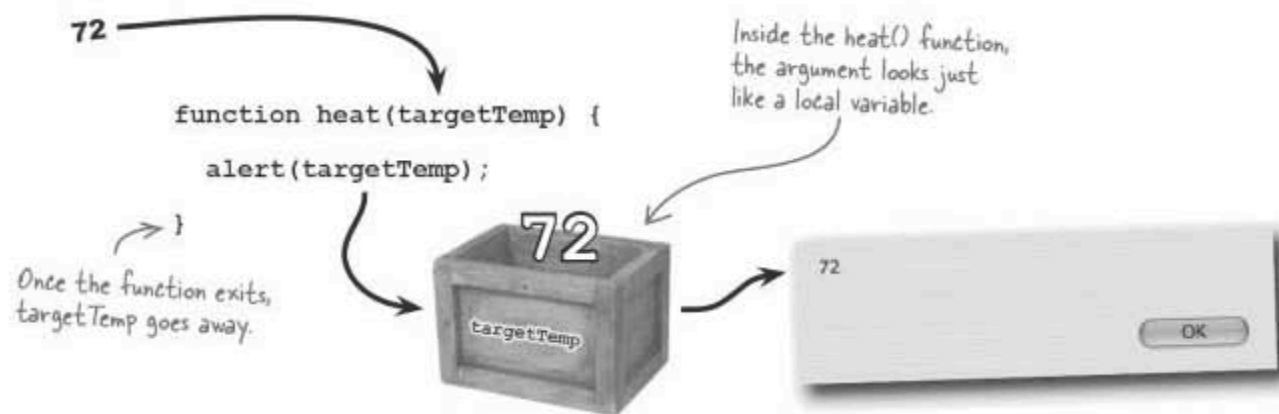 72
function heat(targetTemp) {
alert(targetTemp);
}
Once the function exits,
targetTemp goes away.
Inside the heat() function,
the argument looks just
like a local variable.
72
targetTemp
72
OK